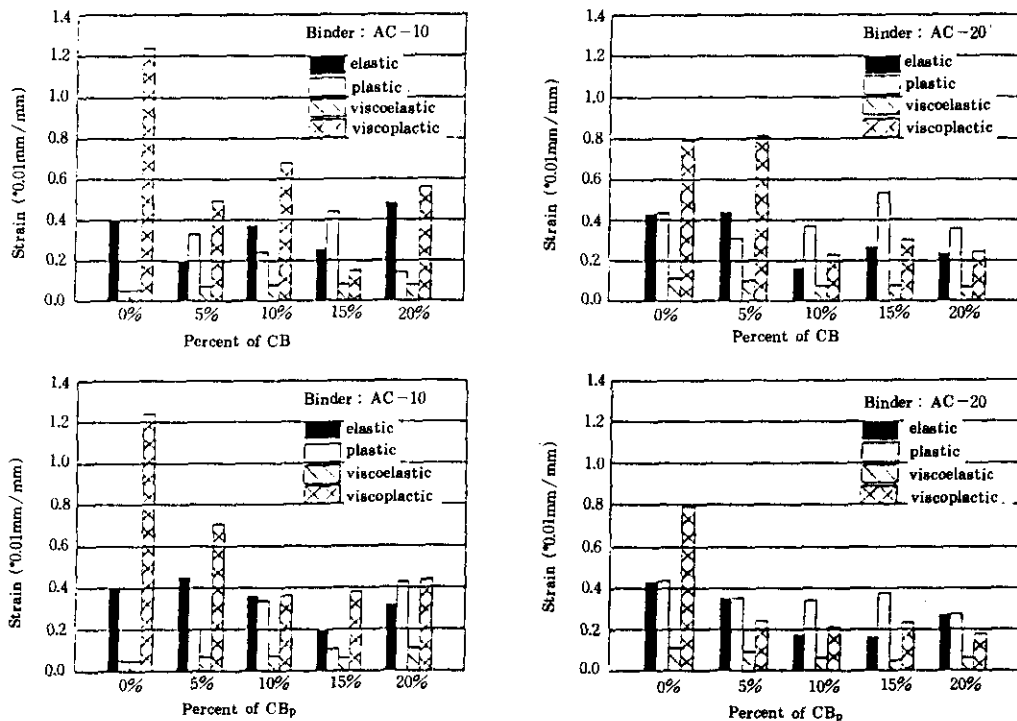 1.4
1.2
1.0
0.8
0.6
0.4
0.2
0.0
Strain (*0.01mm/mm)
Binder : AC-10
elastic
plastic
viscoelastic
viscoplactic
0% 5% 10% 15% 20%
Percent of CB
1.4
1.2
1.0
0.8
0.6
0.4
0.2
0.0
Strain (*0.01mm/mm)
Binder : AC-20
elastic
plastic
viscoelastic
viscoplactic
0% 5% 10% 15% 20%
Percent of CB
1.4
1.2
1.0
0.8
0.6
0.4
0.2
0.0
Strain (*0.01mm/mm)
Binder : AC-10
elastic
plastic
viscoelastic
viscoplactic
0% 5% 10% 15% 20%
Percent of CBp
1.4
1.2
1.0
0.8
0.6
0.4
0.2
0.0
Strain (*0.01mm/mm)
Binder : AC-20
elastic
plastic
viscoelastic
viscoplactic
0% 5% 10% 15% 20%
Percent of CBp